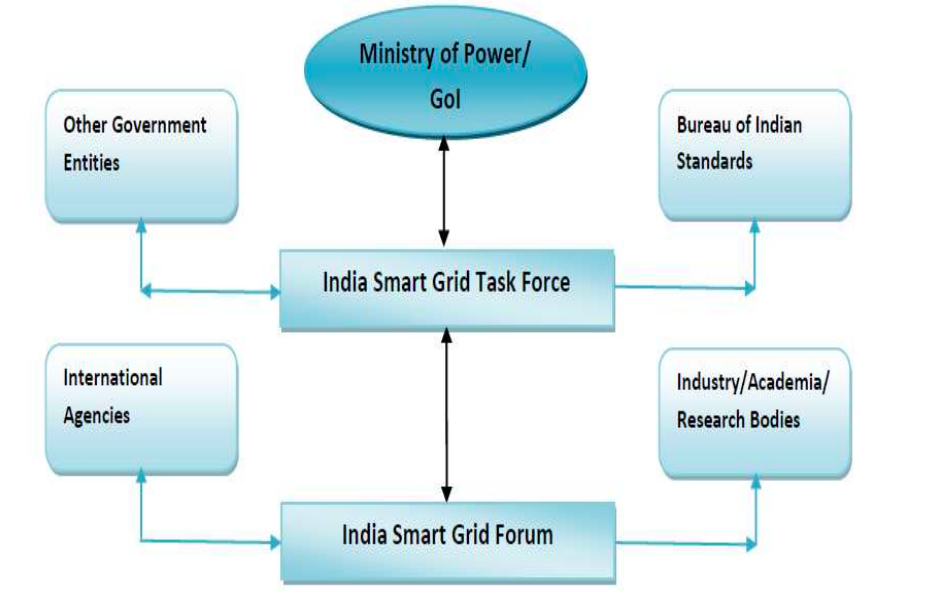 Ministry of Power/
GoI
Other Government
Entities
Bureau of Indian
Standards
India Smart Grid Task Force
International
Agencies
Industry/Academia/
Research Bodies
India Smart Grid Forum